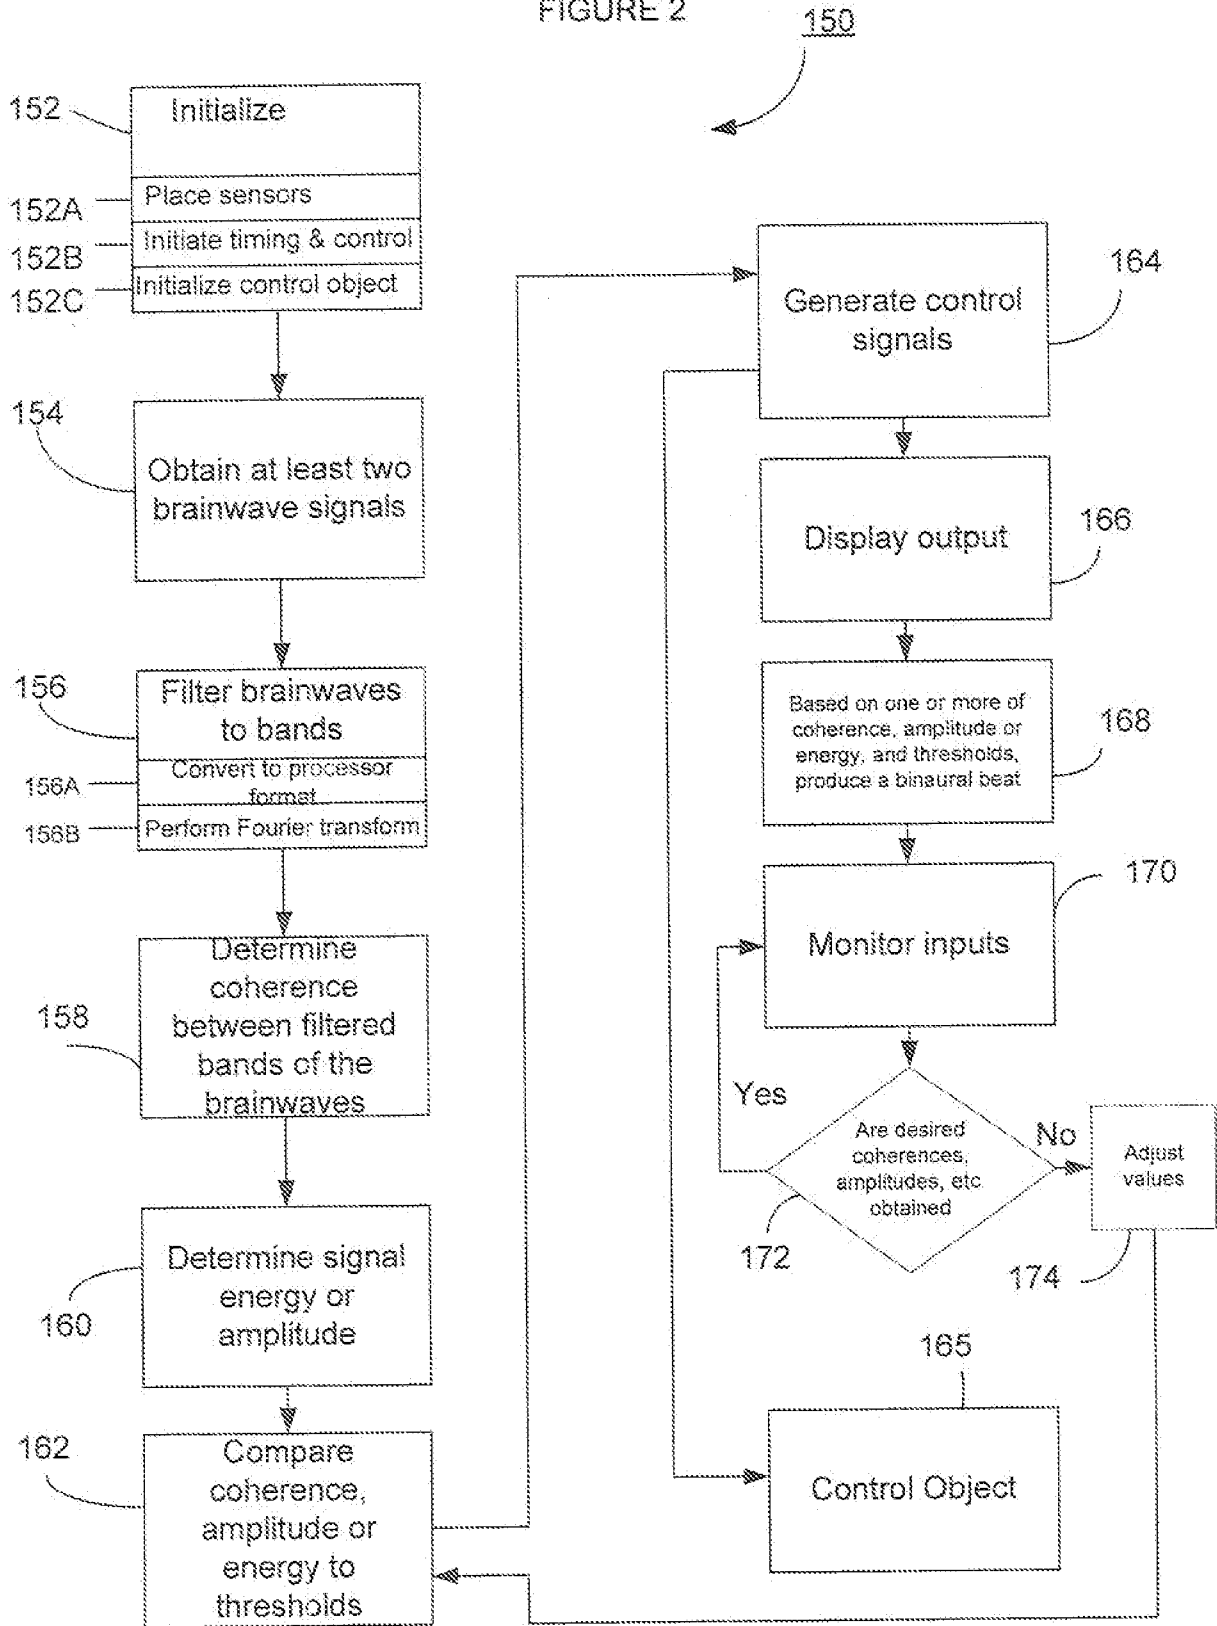 FIGURE 2
150
152
Initialize
152A
Place sensors
152B
Initiate timing & control
152C
Initialize control object
154
Obtain at least two
brainwave signals
156
Filter brainwaves
to bands
156A
Convert to processor
format
156B
Perform Fourier transform
158
Determine
coherence
between filtered
bands of the
brainwaves
160
Determine signal
energy or
amplitude
162
Compare
coherence,
amplitude or
energy to
thresholds
164
Generate control
signals
166
Display output
168
Based on one or more of
coherence, amplitude or
energy, and thresholds,
produce a binaural beat
170
Monitor inputs
Yes
Are desired
coherences,
amplitudes, etc
obtained
172
No
Adjust
values
174
165
Control Object